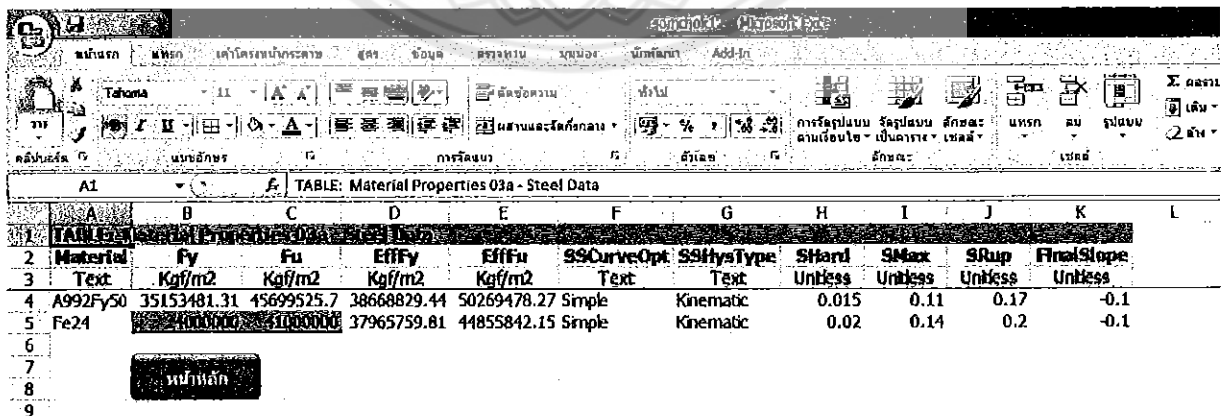 somchok1 - Microsoft Excel
หน้าแรก แทรก เค้าโครงหน้ากระดาษ สูตร ข้อมูล ตรวจทาน มุมมอง นักพัฒนา Add-In
Tahoma 11 ตัดข้อความ ทั่วไป Σ
วาง ผสานและจัดกึ่งกลาง การจัดรูปแบบ จัดรูปแบบ ลักษณะ แทรก ลบ รูปแบบ เติม
ตามเงื่อนไข เป็นตาราง เซลล์ ล้าง
คลิปบอร์ด แบบอักษร การจัดแนว ตัวเลข ลักษณะ เซลล์
A1 TABLE: Material Properties 03a - Steel Data
A B C D E F G H I J K L
1 TABLE: Material Properties 03a - Steel Data
2 Material Fy Fu EffFy EffFu SSCurveOpt SSHysType SHard SMax SRup FinalSlope
3 Text Kgf/m2 Kgf/m2 Kgf/m2 Kgf/m2 Text Text Unitless Unitless Unitless Unitless
4 A992Fy50 35153481.31 45699525.7 38668829.44 50269478.27 Simple Kinematic 0.015 0.11 0.17 -0.1
5 Fe24 24000000 41000000 37965759.81 44855842.15 Simple Kinematic 0.02 0.14 0.2 -0.1
6
7 หน้าหลัก
8
9